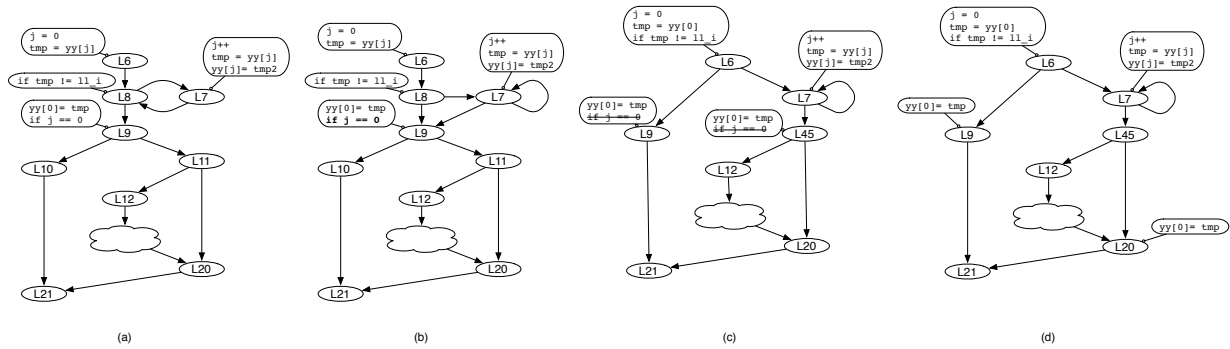 j = 0
tmp = yy[j]
L6
j++
tmp = yy[j]
yy[j]= tmp2
if tmp != ll_i
L8
L7
yy[0]= tmp
if j == 0
L9
L10
L11
L12
L20
L21
(a)
j = 0
tmp = yy[j]
L6
j++
tmp = yy[j]
yy[j]= tmp2
if tmp != ll_i
L8
L7
yy[0]= tmp
if j == 0
L9
L10
L11
L12
L20
L21
(b)
j = 0
tmp = yy[0]
if tmp != ll_i
L6
j++
tmp = yy[j]
yy[j]= tmp2
L7
yy[0]= tmp
if j == 0
L9
yy[0]= tmp
if j == 0
L45
L12
L20
L21
(c)
j = 0
tmp = yy[0]
if tmp != ll_i
L6
j++
tmp = yy[j]
yy[j]= tmp2
L7
yy[0]= tmp
L9
L45
L12
L20
yy[0]= tmp
L21
(d)